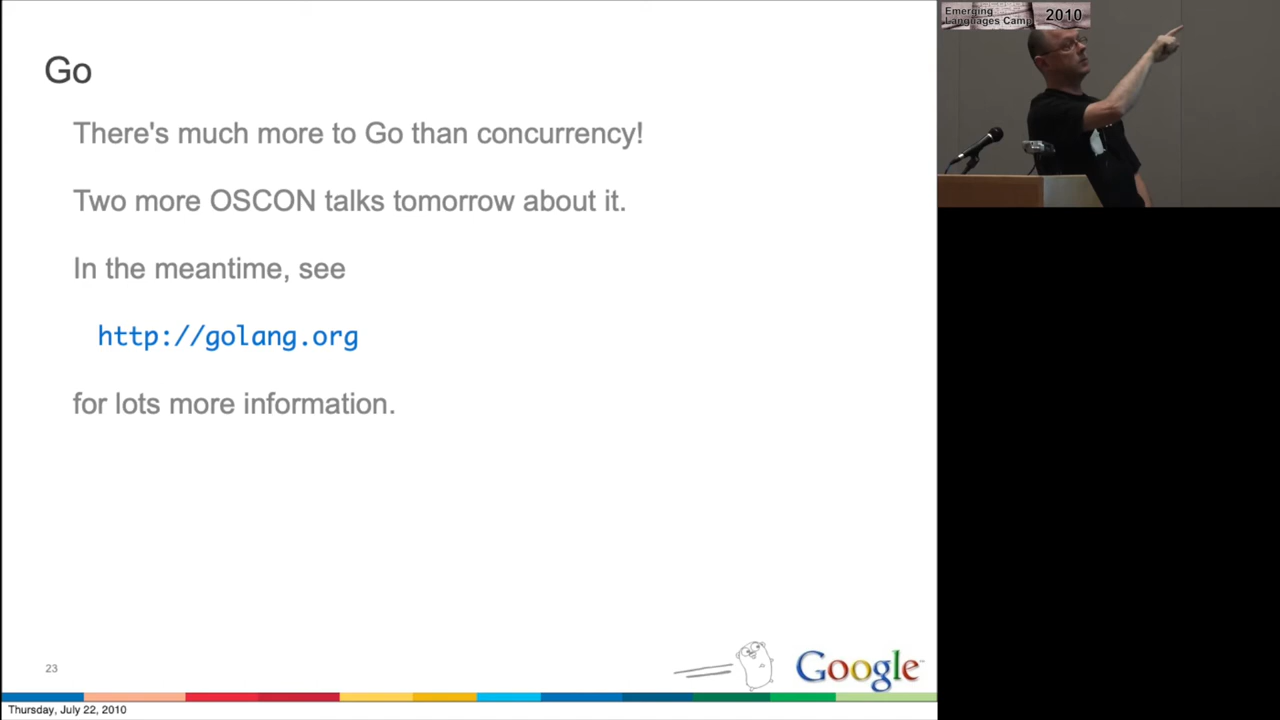 Go
There's much more to Go than concurrency!
Two more OSCON talks tomorrow about it.
In the meantime, see
http://golang.org
for lots more information.
23
Google™
Thursday, July 22, 2010
Emerging
Languages Camp
2010